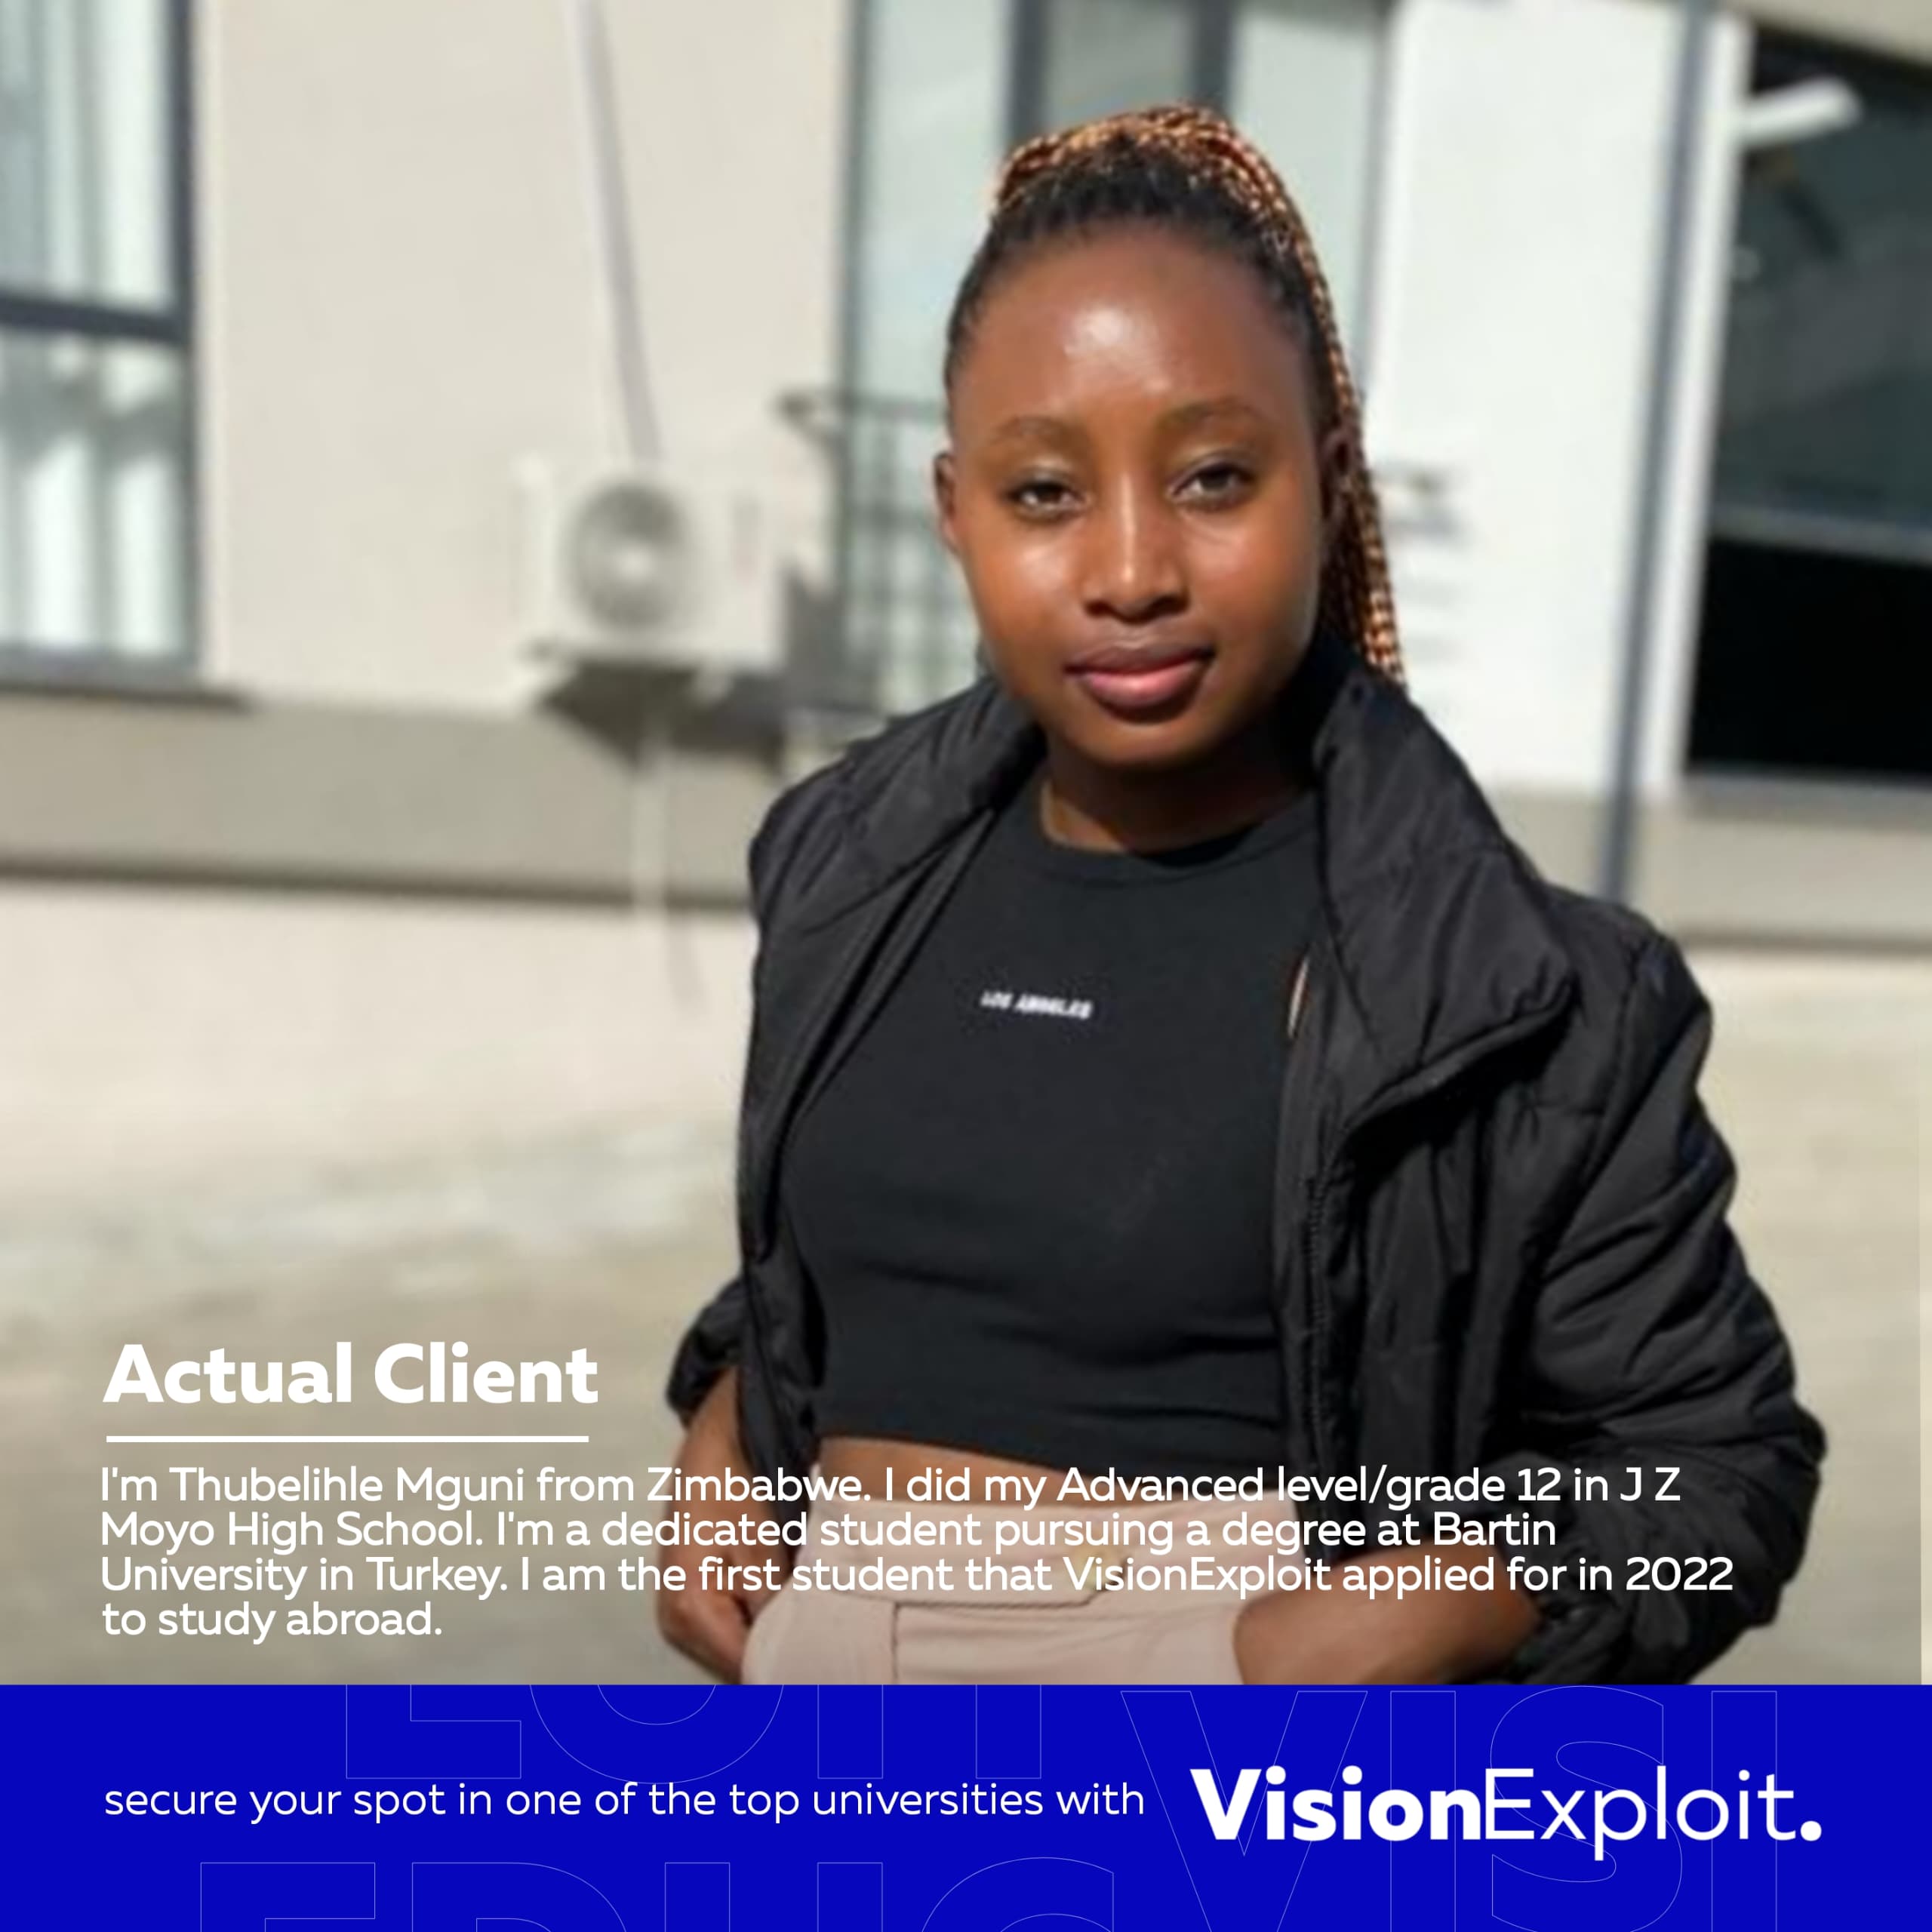 LOS ANGELES
Actual Client
I'm Thubelihle Mguni from Zimbabwe. I did my Advanced level/grade 12 in J Z
Moyo High School. I'm a dedicated student pursuing a degree at Bartin
University in Turkey. I am the first student that VisionExploit applied for in 2022
to study abroad.
secure your spot in one of the top universities with VisionExploit.